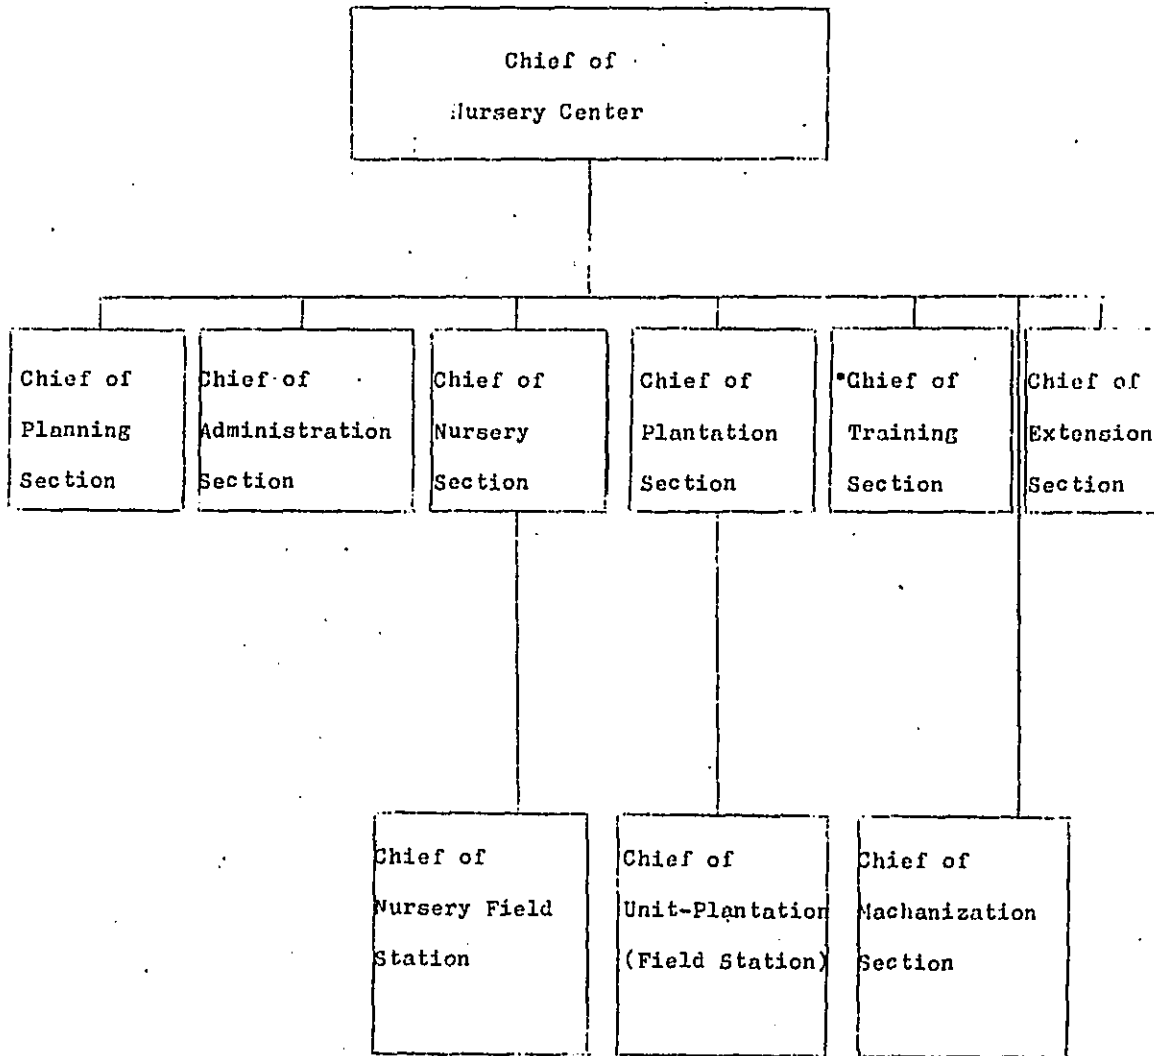 Chief of
Nursery Center
Chief of
Planning
Section
Chief of
Administration
Section
Chief of
Nursery
Section
Chief of
Plantation
Section
Chief of
Training
Section
Chief of
Extension
Section
Chief of
Nursery Field
Station
Chief of
Unit-Plantation
(Field Station)
Chief of
Machanization
Section